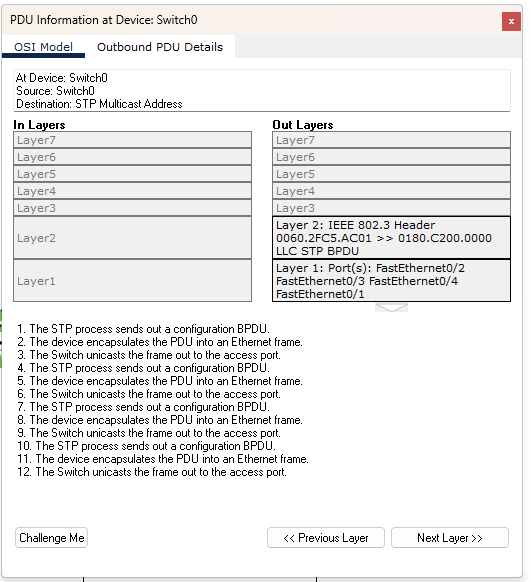 PDU Information at Device: Switch0
x
OSI Model Outbound PDU Details
At Device: Switch0
Source: Switch0
Destination: STP Multicast Address
In Layers
Layer7
Layer6
Layer5
Layer4
Layer3
Layer2
Layer1
Out Layers
Layer7
Layer6
Layer5
Layer4
Layer3
Layer 2: IEEE 802.3 Header
0060.2FC5.AC01 >> 0180.C200.0000
LLC STP BPDU
Layer 1: Port(s): FastEthernet0/2
FastEthernet0/3 FastEthernet0/4
FastEthernet0/1
1. The STP process sends out a configuration BPDU.
2. The device encapsulates the PDU into an Ethernet frame.
3. The Switch unicasts the frame out to the access port.
4. The STP process sends out a configuration BPDU.
5. The device encapsulates the PDU into an Ethernet frame.
6. The Switch unicasts the frame out to the access port.
7. The STP process sends out a configuration BPDU.
8. The device encapsulates the PDU into an Ethernet frame.
9. The Switch unicasts the frame out to the access port.
10. The STP process sends out a configuration BPDU.
11. The device encapsulates the PDU into an Ethernet frame.
12. The Switch unicasts the frame out to the access port.
Challenge Me
<< Previous Layer
Next Layer >>